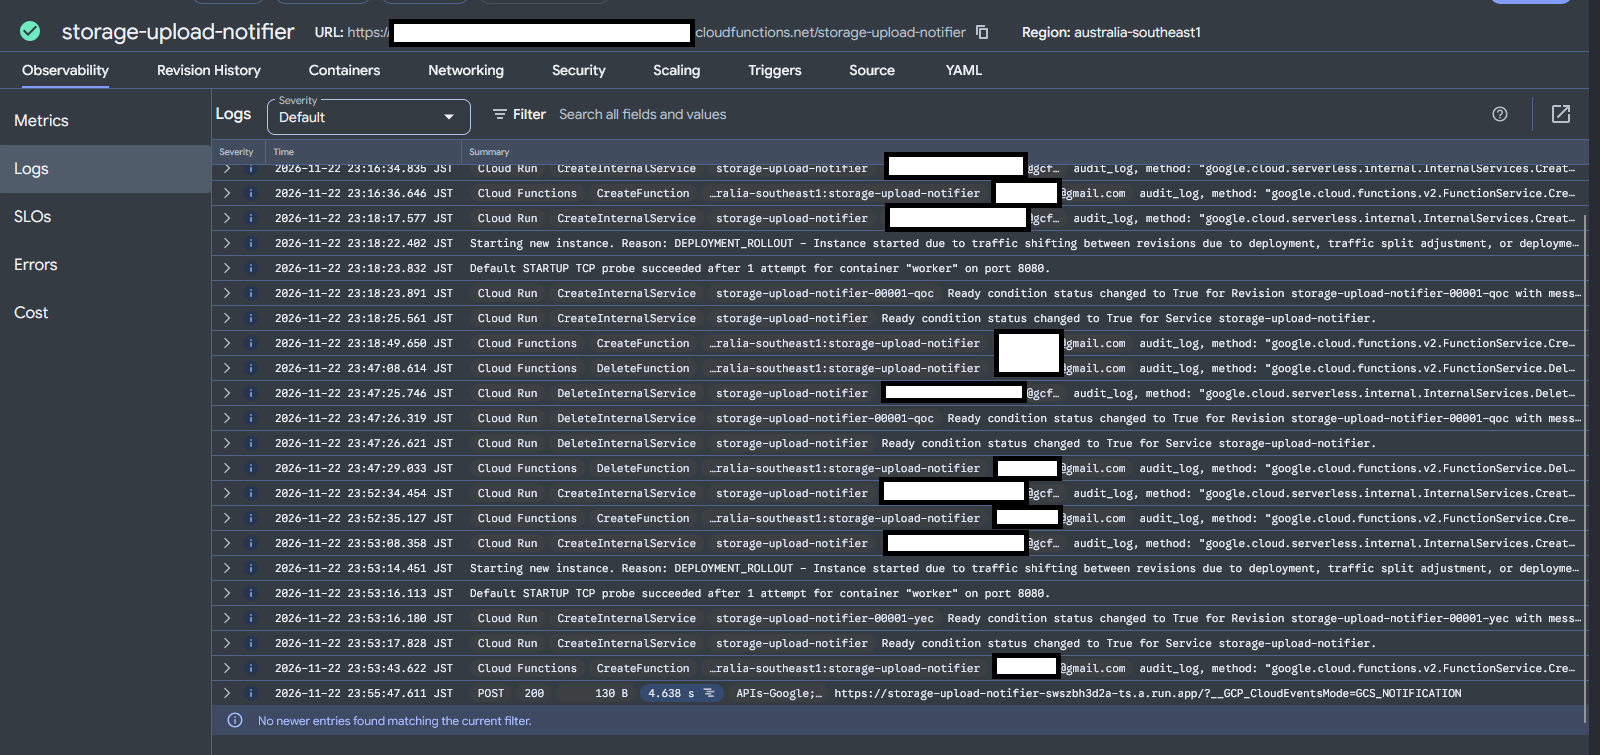 storage-upload-notifier URL: https:/ cloudfunctions.net/storage-upload-notifier Region: australia-southeast1
Observability Revision History Containers Networking Security Scaling Triggers Source YAML
Metrics
Logs
SLOs
Errors
Cost
Logs Severity Default Filter Search all fields and values
Severity Time Summary
2026-11-22 23:16:34.835 JST Cloud Run CreateInternalService storage-upload-notifier @gcf… audit_log, method: "google.cloud.serverless.internal.InternalServices.Creat…
2026-11-22 23:16:36.646 JST Cloud Functions CreateFunction …ralia-southeast1:storage-upload-notifier @gmail.com audit_log, method: "google.cloud.functions.v2.FunctionService.Cre…
2026-11-22 23:18:17.577 JST Cloud Run CreateInternalService storage-upload-notifier @gcf… audit_log, method: "google.cloud.serverless.internal.InternalServices.Creat…
2026-11-22 23:18:22.402 JST Starting new instance. Reason: DEPLOYMENT_ROLLOUT – Instance started due to traffic shifting between revisions due to deployment, traffic split adjustment, or deployme…
2026-11-22 23:18:23.832 JST Default STARTUP TCP probe succeeded after 1 attempt for container "worker" on port 8080.
2026-11-22 23:18:23.891 JST Cloud Run CreateInternalService storage-upload-notifier-00001-qoc Ready condition status changed to True for Revision storage-upload-notifier-00001-qoc with mess…
2026-11-22 23:18:25.561 JST Cloud Run CreateInternalService storage-upload-notifier Ready condition status changed to True for Service storage-upload-notifier.
2026-11-22 23:18:49.650 JST Cloud Functions CreateFunction …ralia-southeast1:storage-upload-notifier @gmail.com audit_log, method: "google.cloud.functions.v2.FunctionService.Cre…
2026-11-22 23:47:08.614 JST Cloud Functions DeleteFunction …ralia-southeast1:storage-upload-notifier @gmail.com audit_log, method: "google.cloud.functions.v2.FunctionService.Del…
2026-11-22 23:47:25.746 JST Cloud Run DeleteInternalService storage-upload-notifier @gcf… audit_log, method: "google.cloud.serverless.internal.InternalServices.Delet…
2026-11-22 23:47:26.319 JST Cloud Run DeleteInternalService storage-upload-notifier-00001-qoc Ready condition status changed to True for Revision storage-upload-notifier-00001-qoc with mess…
2026-11-22 23:47:26.621 JST Cloud Run DeleteInternalService storage-upload-notifier Ready condition status changed to True for Service storage-upload-notifier.
2026-11-22 23:47:29.033 JST Cloud Functions DeleteFunction …ralia-southeast1:storage-upload-notifier @gmail.com audit_log, method: "google.cloud.functions.v2.FunctionService.Del…
2026-11-22 23:52:34.454 JST Cloud Run CreateInternalService storage-upload-notifier @gcf… audit_log, method: "google.cloud.serverless.internal.InternalServices.Creat…
2026-11-22 23:52:35.127 JST Cloud Functions CreateFunction …ralia-southeast1:storage-upload-notifier @gmail.com audit_log, method: "google.cloud.functions.v2.FunctionService.Cre…
2026-11-22 23:53:08.358 JST Cloud Run CreateInternalService storage-upload-notifier @gcf… audit_log, method: "google.cloud.serverless.internal.InternalServices.Creat…
2026-11-22 23:53:14.451 JST Starting new instance. Reason: DEPLOYMENT_ROLLOUT – Instance started due to traffic shifting between revisions due to deployment, traffic split adjustment, or deployme…
2026-11-22 23:53:16.113 JST Default STARTUP TCP probe succeeded after 1 attempt for container "worker" on port 8080.
2026-11-22 23:53:16.180 JST Cloud Run CreateInternalService storage-upload-notifier-00001-yec Ready condition status changed to True for Revision storage-upload-notifier-00001-yec with mess…
2026-11-22 23:53:17.828 JST Cloud Run CreateInternalService storage-upload-notifier Ready condition status changed to True for Service storage-upload-notifier.
2026-11-22 23:53:43.622 JST Cloud Functions CreateFunction …ralia-southeast1:storage-upload-notifier @gmail.com audit_log, method: "google.cloud.functions.v2.FunctionService.Cre…
2026-11-22 23:55:47.611 JST POST 200 130 B 4.638 s APIs-Google;… https://storage-upload-notifier-swszbh3d2a-ts.a.run.app/?__GCP_CloudEventsMode=GCS_NOTIFICATION
No newer entries found matching the current filter.